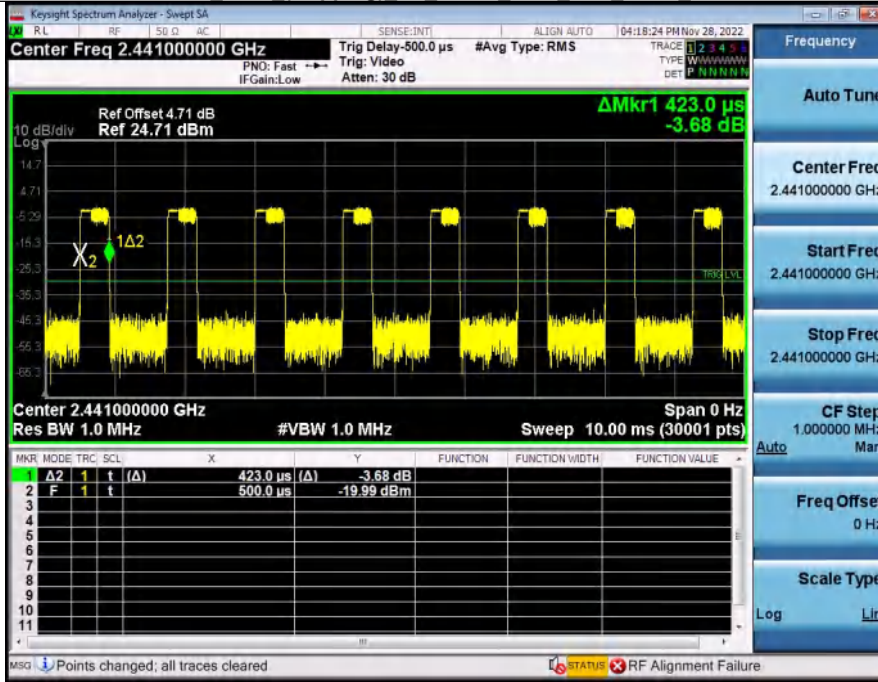 Keysight Spectrum Analyzer - Swept SA
RL RF 50 Ω AC SENSE:INT ALIGN AUTO 04:18:24 PM Nov 28, 2022
Center Freq 2.441000000 GHz
PNO: Fast
IFGain:Low
Trig Delay-500.0 µs
Trig: Video
Atten: 30 dB
#Avg Type: RMS
TRACE 1 2 3 4 5 6
TYPE WWWWWW
DET P N N N N N
Ref Offset 4.71 dB
10 dB/div Ref 24.71 dBm
Log
ΔMkr1 423.0 µs
-3.68 dB
14.7
4.71
-5.29
-15.3
-25.3
-35.3
-45.3
-55.3
-65.3
X2
1Δ2
TRIG LVL
Center 2.441000000 GHz Span 0 Hz
Res BW 1.0 MHz #VBW 1.0 MHz Sweep 10.00 ms (30001 pts)
MKR MODE TRC SCL X Y FUNCTION FUNCTION WIDTH FUNCTION VALUE
1 Δ2 1 t (Δ) 423.0 µs (Δ) -3.68 dB
2 F 1 t 500.0 µs -19.99 dBm
3
4
5
6
7
8
9
10
11
MSG Points changed; all traces cleared STATUS RF Alignment Failure
Frequency
Auto Tune
Center Freq
2.441000000 GHz
Start Freq
2.441000000 GHz
Stop Freq
2.441000000 GHz
CF Step
1.000000 MHz
Auto Man
Freq Offset
0 Hz
Scale Type
Log Lin